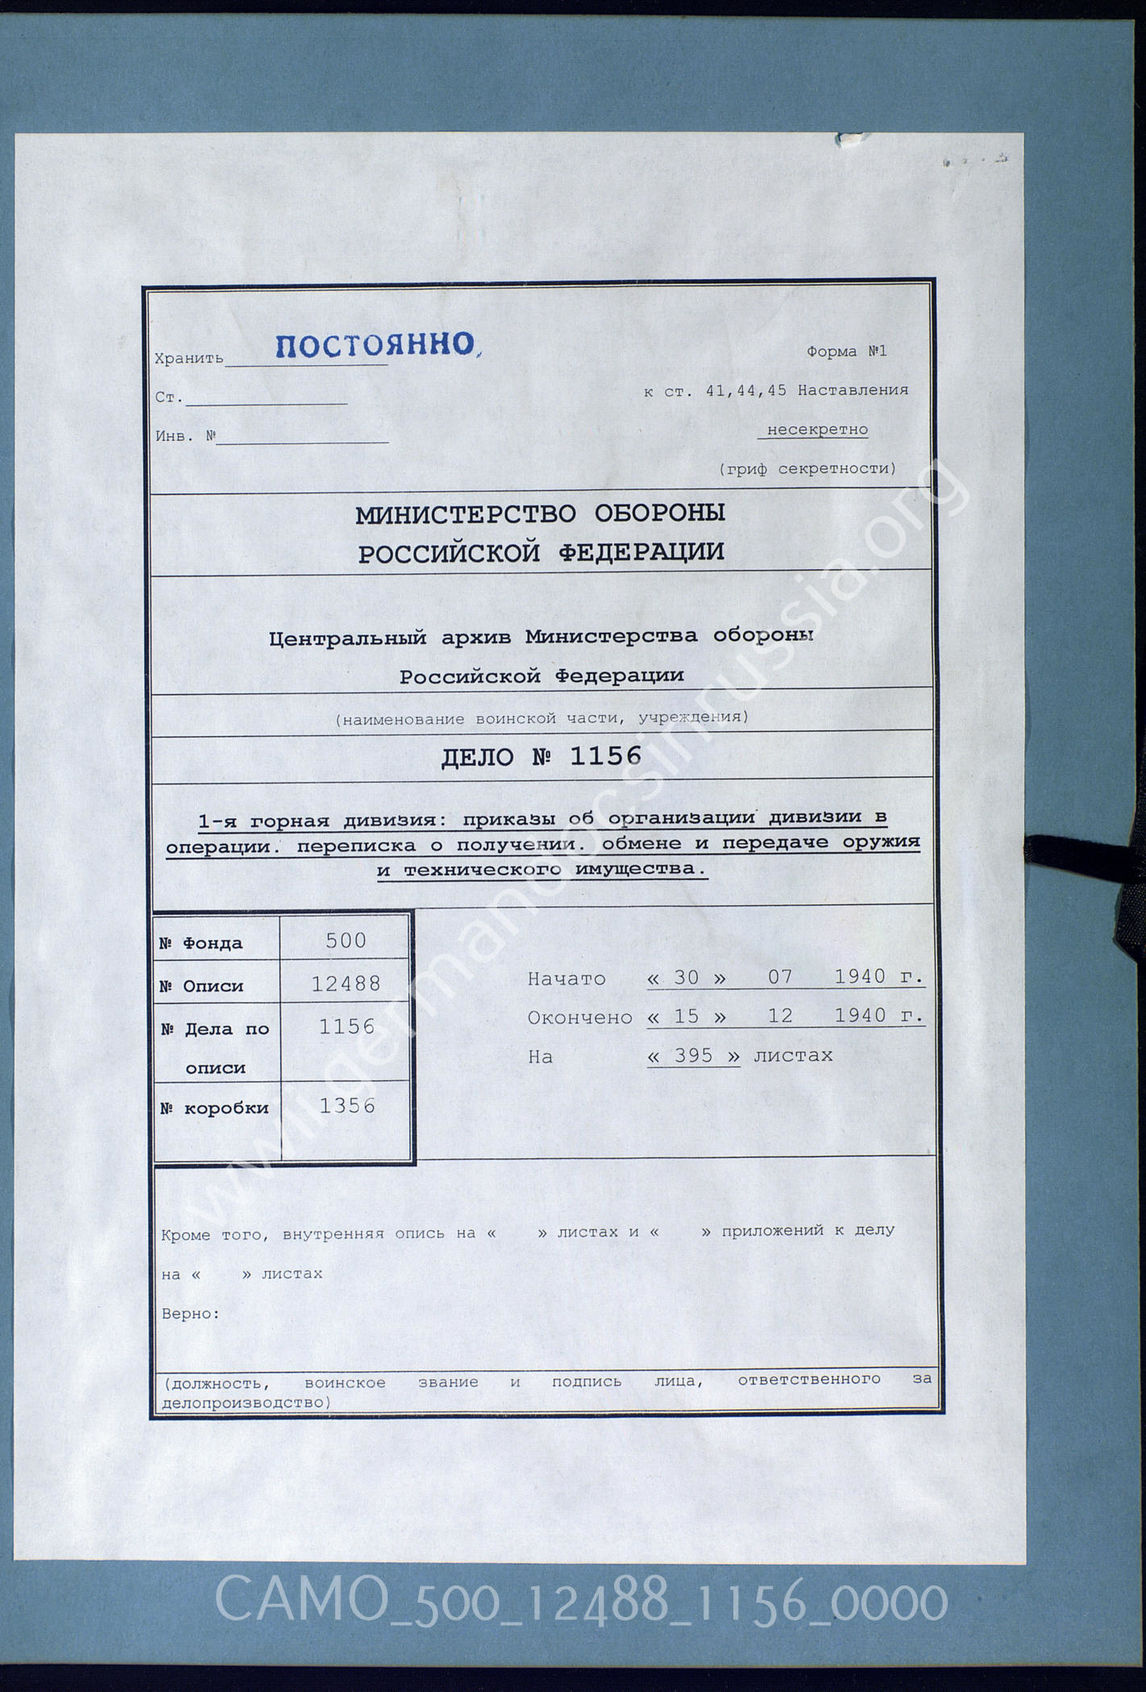 Хранить ПОСТОЯННО
Форма №1
Ст.
к ст. 41,44,45 Наставления
Инв. №
несекретно
(гриф секретности)
МИНИСТЕРСТВО ОБОРОНЫ
РОССИЙСКОЙ ФЕДЕРАЦИИ
Центральный архив Министерства обороны
Российской Федерации
(наименование воинской части, учреждения)
ДЕЛО № 1156
1-я горная дивизия: приказы об организации дивизии в
операции. переписка о получении. обмене и передаче оружия
и технического имущества.
№ Фонда 500
№ Описи 12488
№ Дела по 1156
описи
№ коробки 1356
Начато « 30 » 07 1940 г.
Окончено « 15 » 12 1940 г.
На « 395 » листах
Кроме того, внутренняя опись на « » листах и « » приложений к делу
на « » листах
Верно:
(должность, воинское звание и подпись лица, ответственного за
делопроизводство)
www.germandocsinrussia.org
CAMO_500_12488_1156_0000